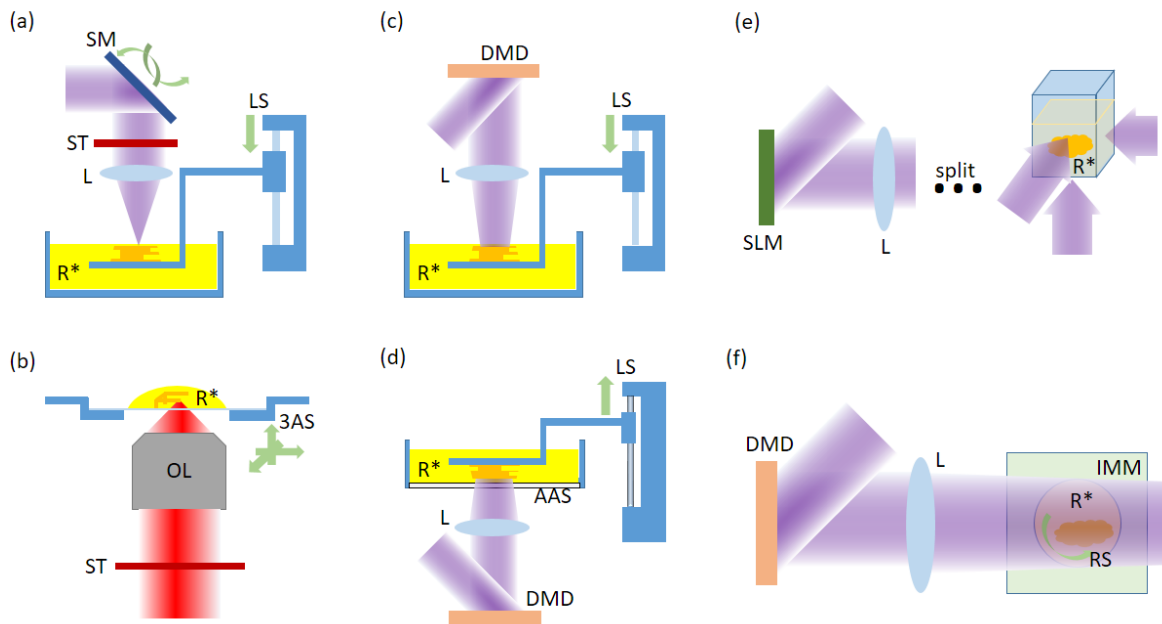 (a)
SM
LS
ST
L
R*
(b)
R*
3AS
OL
ST
(c)
DMD
LS
L
R*
(d)
LS
R*
AAS
L
DMD
(e)
split
R*
SLM
L
(f)
DMD
L
IMM
R*
RS